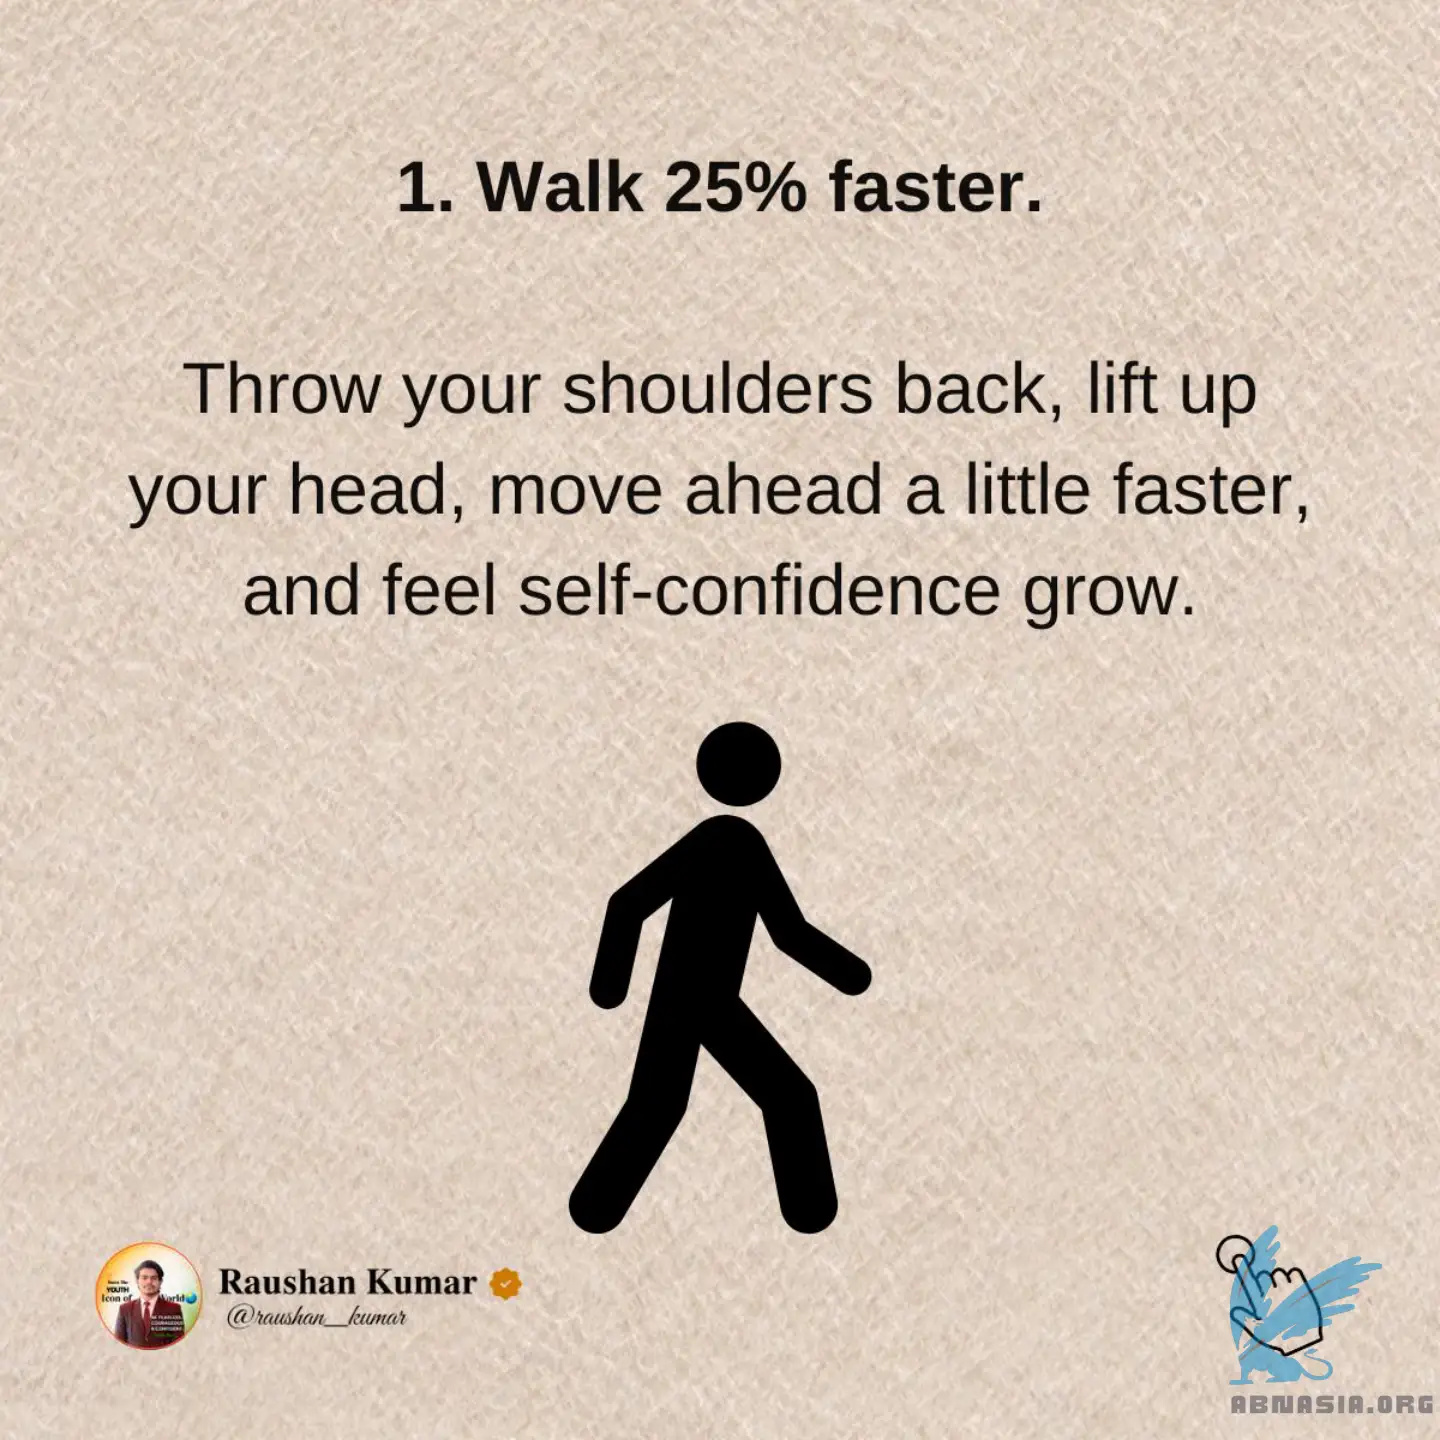 1. Walk 25% faster.
Throw your shoulders back, lift up
your head, move ahead a little faster,
and feel self-confidence grow.
YOUTH
Icon of World
Raushan Kumar
@raushan__kumar
ABNASIA.ORG